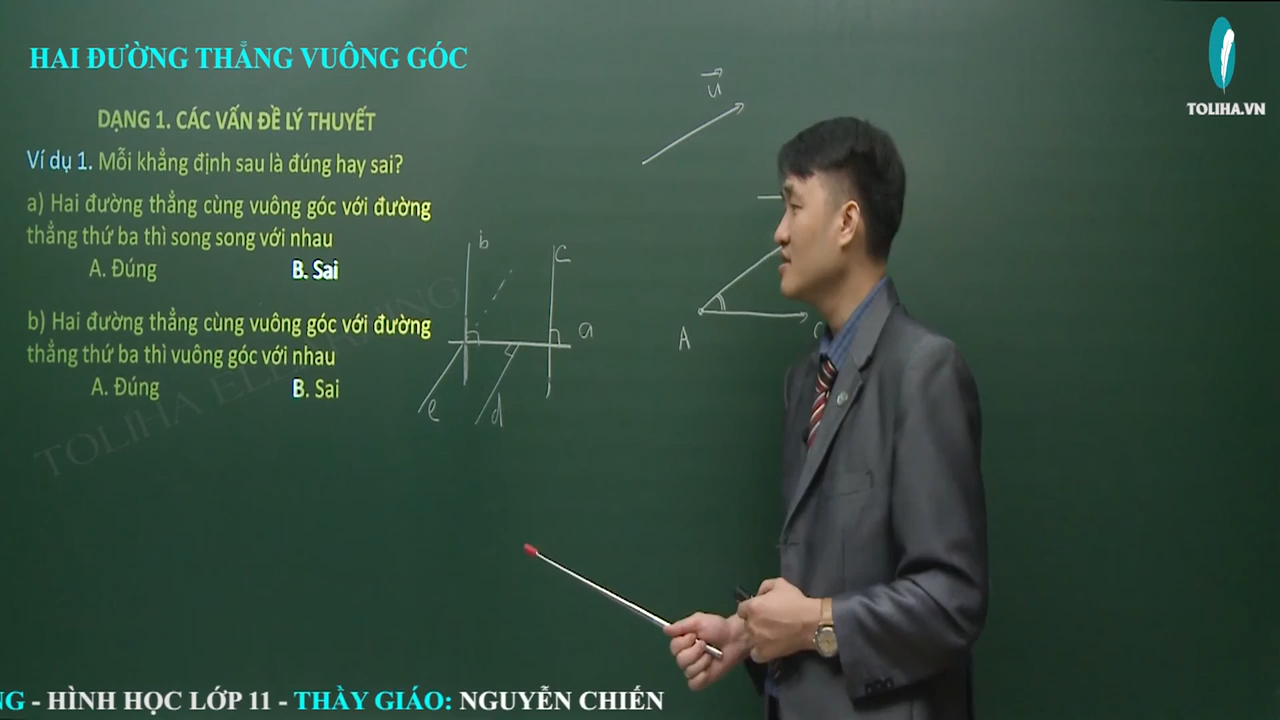 HAI ĐƯỜNG THẲNG VUÔNG GÓC
TOLIHA.VN
DẠNG 1. CÁC VẤN ĐỀ LÝ THUYẾT
Ví dụ 1. Mỗi khẳng định sau là đúng hay sai?
a) Hai đường thẳng cùng vuông góc với đường
thẳng thứ ba thì song song với nhau
A. Đúng B. Sai
b) Hai đường thẳng cùng vuông góc với đường
thẳng thứ ba thì vuông góc với nhau
A. Đúng B. Sai
u
b
c
a
e
d
A
TOLIHA
NG - HÌNH HỌC LỚP 11 - THẦY GIÁO: NGUYỄN CHIẾN